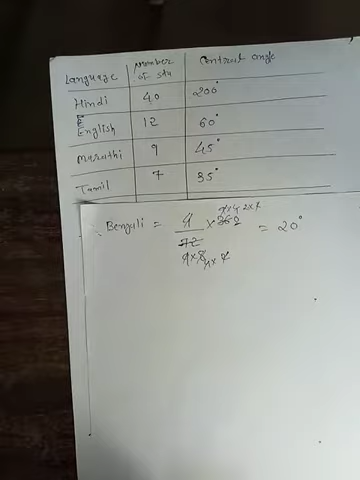 Language Number of stu Central angle
Hindi 40 200°
English 12 60°
Marathi 9 45°
Tamil 7 35°
Bengali = 4/72 × 360 = 20°